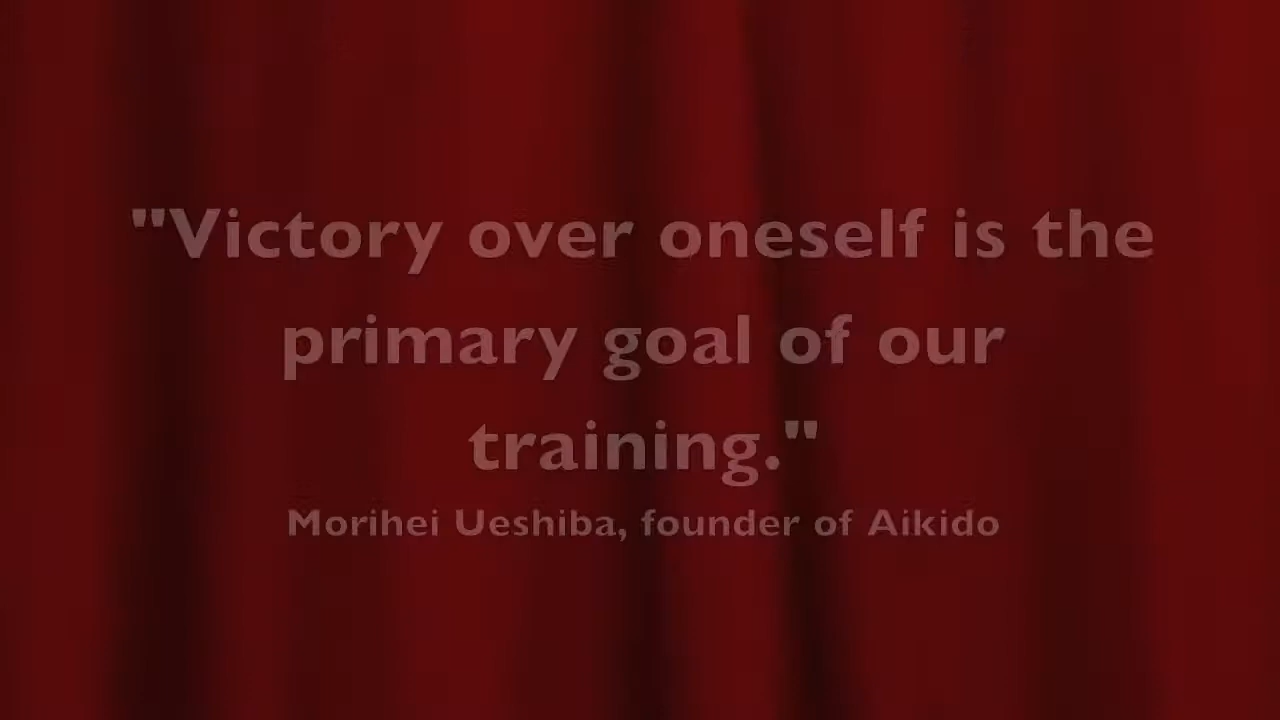 "Victory over oneself is the
primary goal of our
training."
Morihei Ueshiba, founder of Aikido